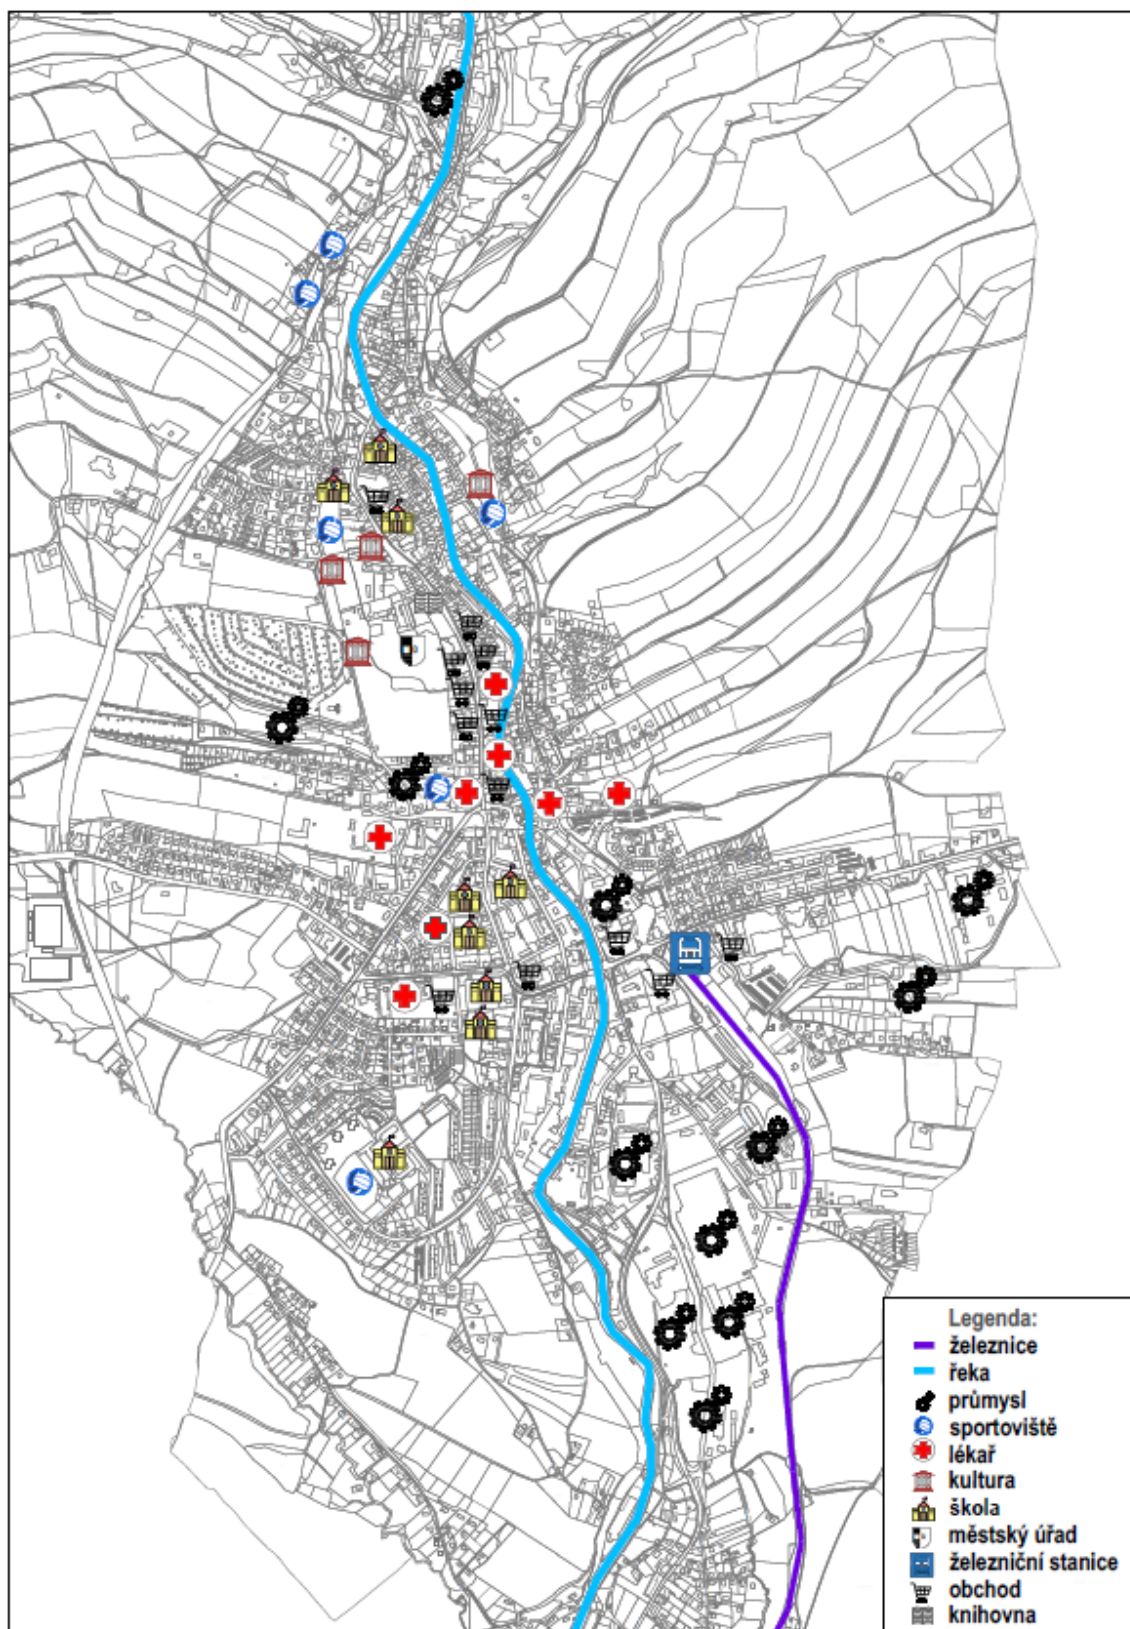 Legenda:
železnice
řeka
průmysl
sportoviště
lékař
kultura
škola
městský úřad
železniční stanice
obchod
knihovna